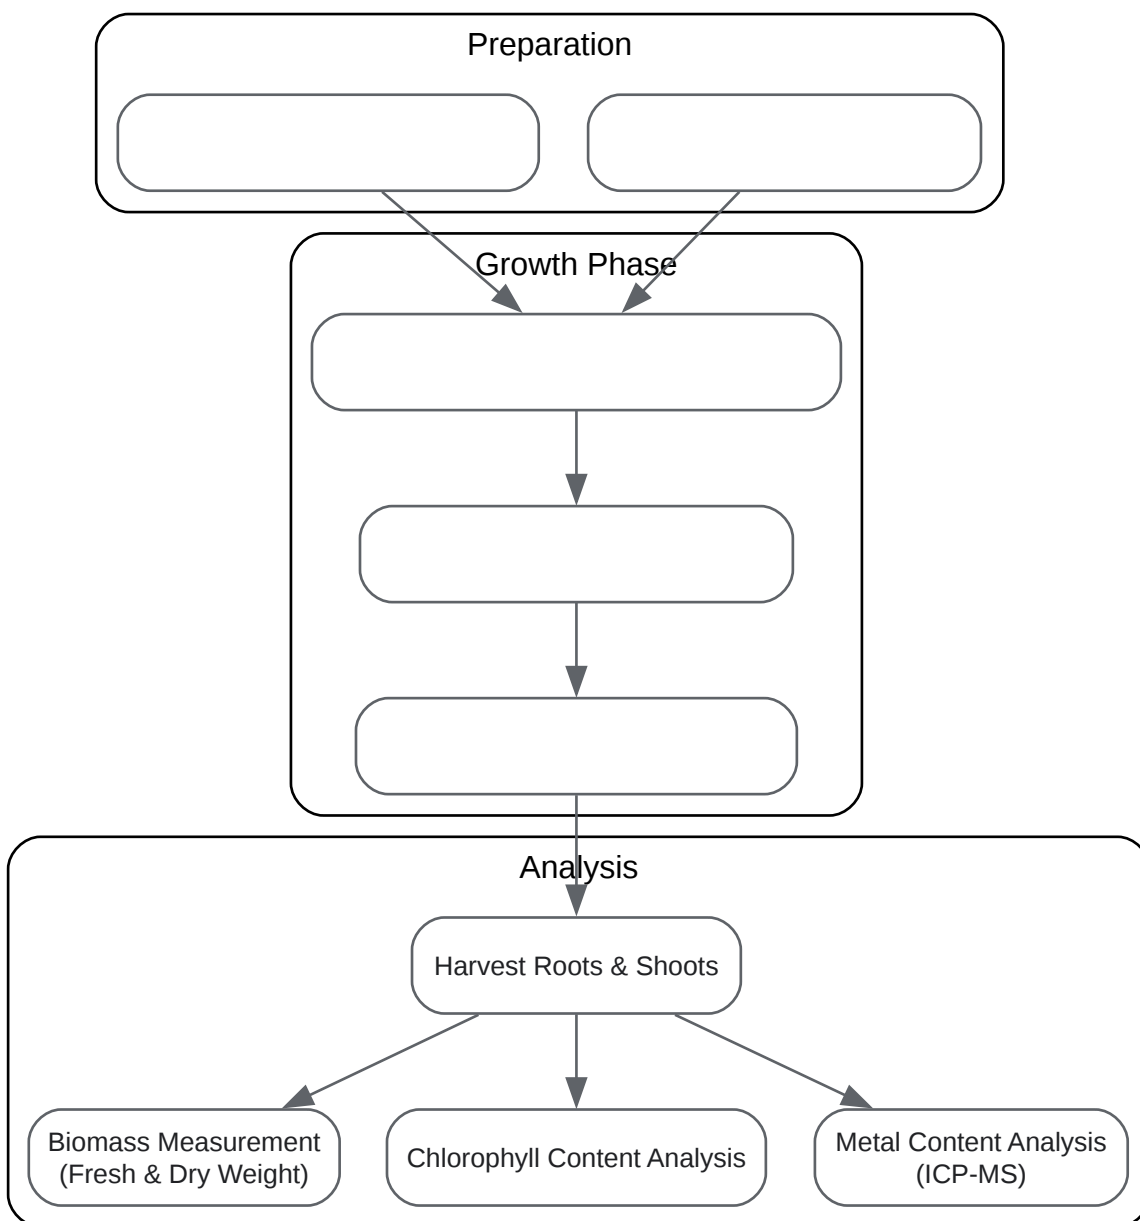 Preparation
Growth Phase
Analysis
Harvest Roots & Shoots
Biomass Measurement
(Fresh & Dry Weight)
Chlorophyll Content Analysis
Metal Content Analysis
(ICP-MS)